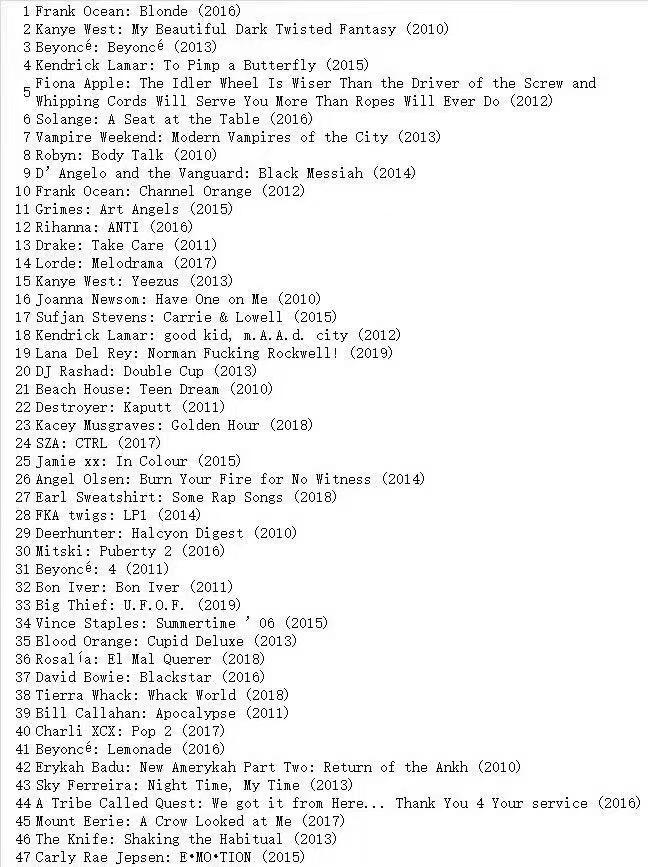 1 Frank Ocean: Blonde (2016)
2 Kanye West: My Beautiful Dark Twisted Fantasy (2010)
3 Beyoncé: Beyoncé (2013)
4 Kendrick Lamar: To Pimp a Butterfly (2015)
5 Fiona Apple: The Idler Wheel Is Wiser Than the Driver of the Screw and
Whipping Cords Will Serve You More Than Ropes Will Ever Do (2012)
6 Solange: A Seat at the Table (2016)
7 Vampire Weekend: Modern Vampires of the City (2013)
8 Robyn: Body Talk (2010)
9 D’ Angelo and the Vanguard: Black Messiah (2014)
10 Frank Ocean: Channel Orange (2012)
11 Grimes: Art Angels (2015)
12 Rihanna: ANTI (2016)
13 Drake: Take Care (2011)
14 Lorde: Melodrama (2017)
15 Kanye West: Yeezus (2013)
16 Joanna Newsom: Have One on Me (2010)
17 Sufjan Stevens: Carrie & Lowell (2015)
18 Kendrick Lamar: good kid, m.A.A.d. city (2012)
19 Lana Del Rey: Norman Fucking Rockwell! (2019)
20 DJ Rashad: Double Cup (2013)
21 Beach House: Teen Dream (2010)
22 Destroyer: Kaputt (2011)
23 Kacey Musgraves: Golden Hour (2018)
24 SZA: CTRL (2017)
25 Jamie xx: In Colour (2015)
26 Angel Olsen: Burn Your Fire for No Witness (2014)
27 Earl Sweatshirt: Some Rap Songs (2018)
28 FKA twigs: LP1 (2014)
29 Deerhunter: Halcyon Digest (2010)
30 Mitski: Puberty 2 (2016)
31 Beyoncé: 4 (2011)
32 Bon Iver: Bon Iver (2011)
33 Big Thief: U.F.O.F. (2019)
34 Vince Staples: Summertime ’ 06 (2015)
35 Blood Orange: Cupid Deluxe (2013)
36 Rosalía: El Mal Querer (2018)
37 David Bowie: Blackstar (2016)
38 Tierra Whack: Whack World (2018)
39 Bill Callahan: Apocalypse (2011)
40 Charli XCX: Pop 2 (2017)
41 Beyoncé: Lemonade (2016)
42 Erykah Badu: New Amerykah Part Two: Return of the Ankh (2010)
43 Sky Ferreira: Night Time, My Time (2013)
44 A Tribe Called Quest: We got it from Here... Thank You 4 Your service (2016)
45 Mount Eerie: A Crow Looked at Me (2017)
46 The Knife: Shaking the Habitual (2013)
47 Carly Rae Jepsen: E•MO•TION (2015)